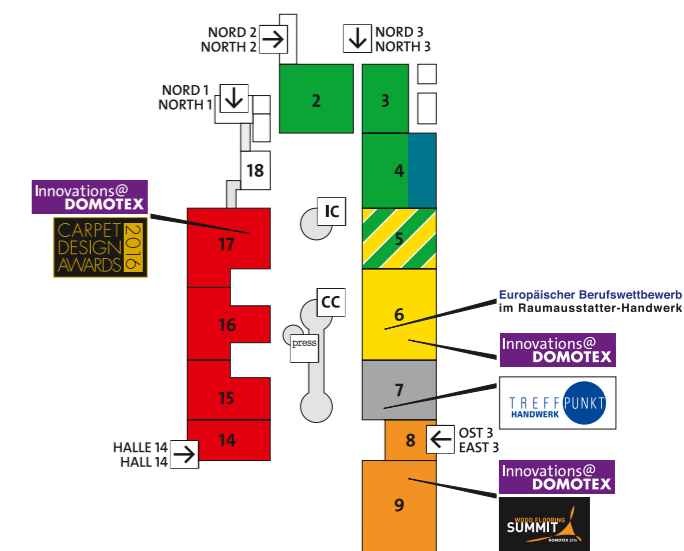 NORD 2
NORTH 2
NORD 3
NORTH 3
NORD 1
NORTH 1
2
3
4
18
Innovations@
DOMOTEX
CARPET
DESIGN
AWARDS
2016
17
IC
5
CC
press
16
6
Europäischer Berufswettbewerb
im Raumausstatter-Handwerk
Innovations@
DOMOTEX
15
7
TREFFPUNKT
HANDWERK
HALLE 14
HALL 14
14
8
OST 3
EAST 3
9
Innovations@
DOMOTEX
WOOD FLOORING
SUMMIT
DOMOTEX 2016